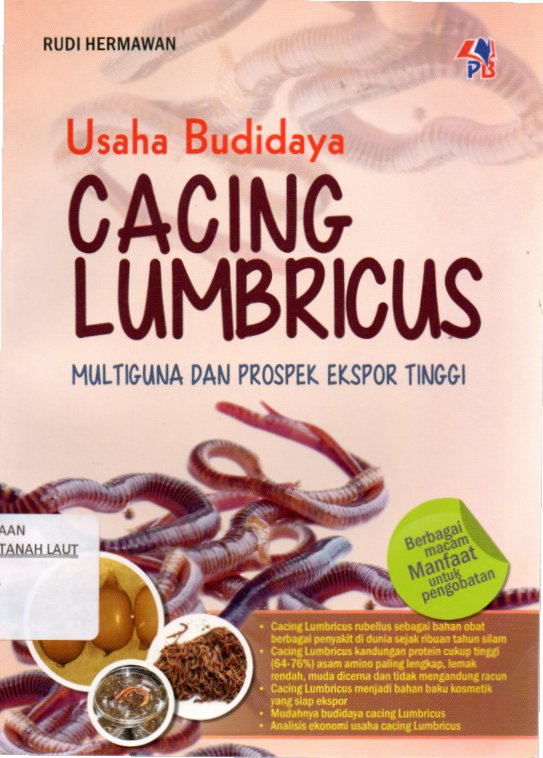 RUDI HERMAWAN
PB
Usaha Budidaya
CACING
LUMBRICUS
MULTIGUNA DAN PROSPEK EKSPOR TINGGI
AAN
TANAH LAUT
Berbagai
macam
Manfaat
untuk
pengobatan
• Cacing Lumbricus rubellus sebagai bahan obat
berbagai penyakit di dunia sejak ribuan tahun silam
• Cacing Lumbricus kandungan protein cukup tinggi
(64-76%) asam amino paling lengkap, lemak
rendah, muda dicerna dan tidak mengandung racun
• Cacing Lumbricus menjadi bahan baku kosmetik
yang siap ekspor
• Mudahnya budidaya cacing Lumbricus
• Analisis ekonomi usaha cacing Lumbricus